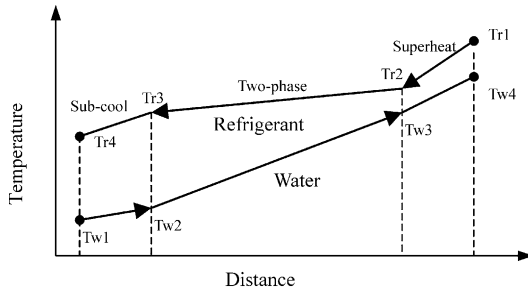 Tr1
Superheat
Tr2
Tw4
Two-phase
Tr3
Sub-cool
Refrigerant
Tw3
Tr4
Water
Tw2
Tw1
Temperature
Distance